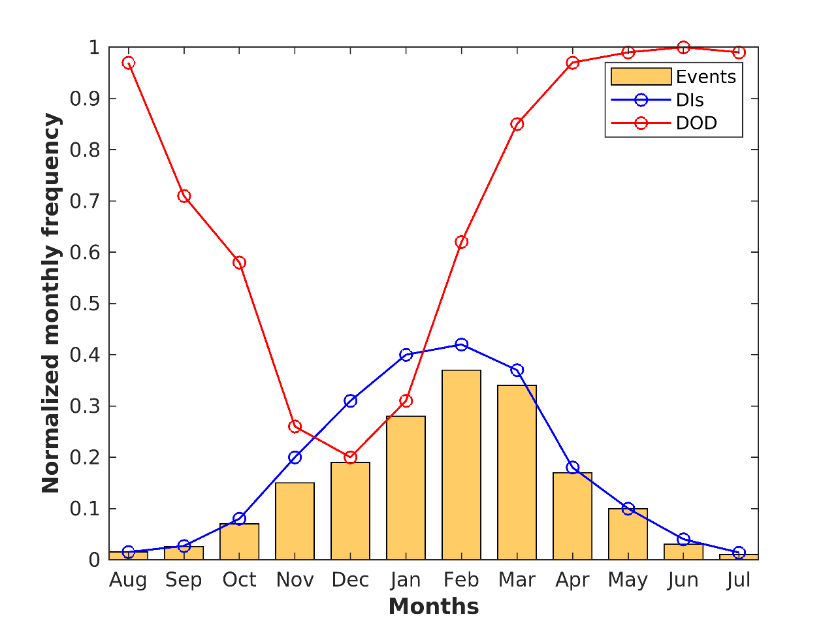 1
0.9
0.8
0.7
0.6
0.5
0.4
0.3
0.2
0.1
0
Normalized monthly frequency
Events
DIs
DOD
Aug Sep Oct Nov Dec Jan Feb Mar Apr May Jun Jul
Months